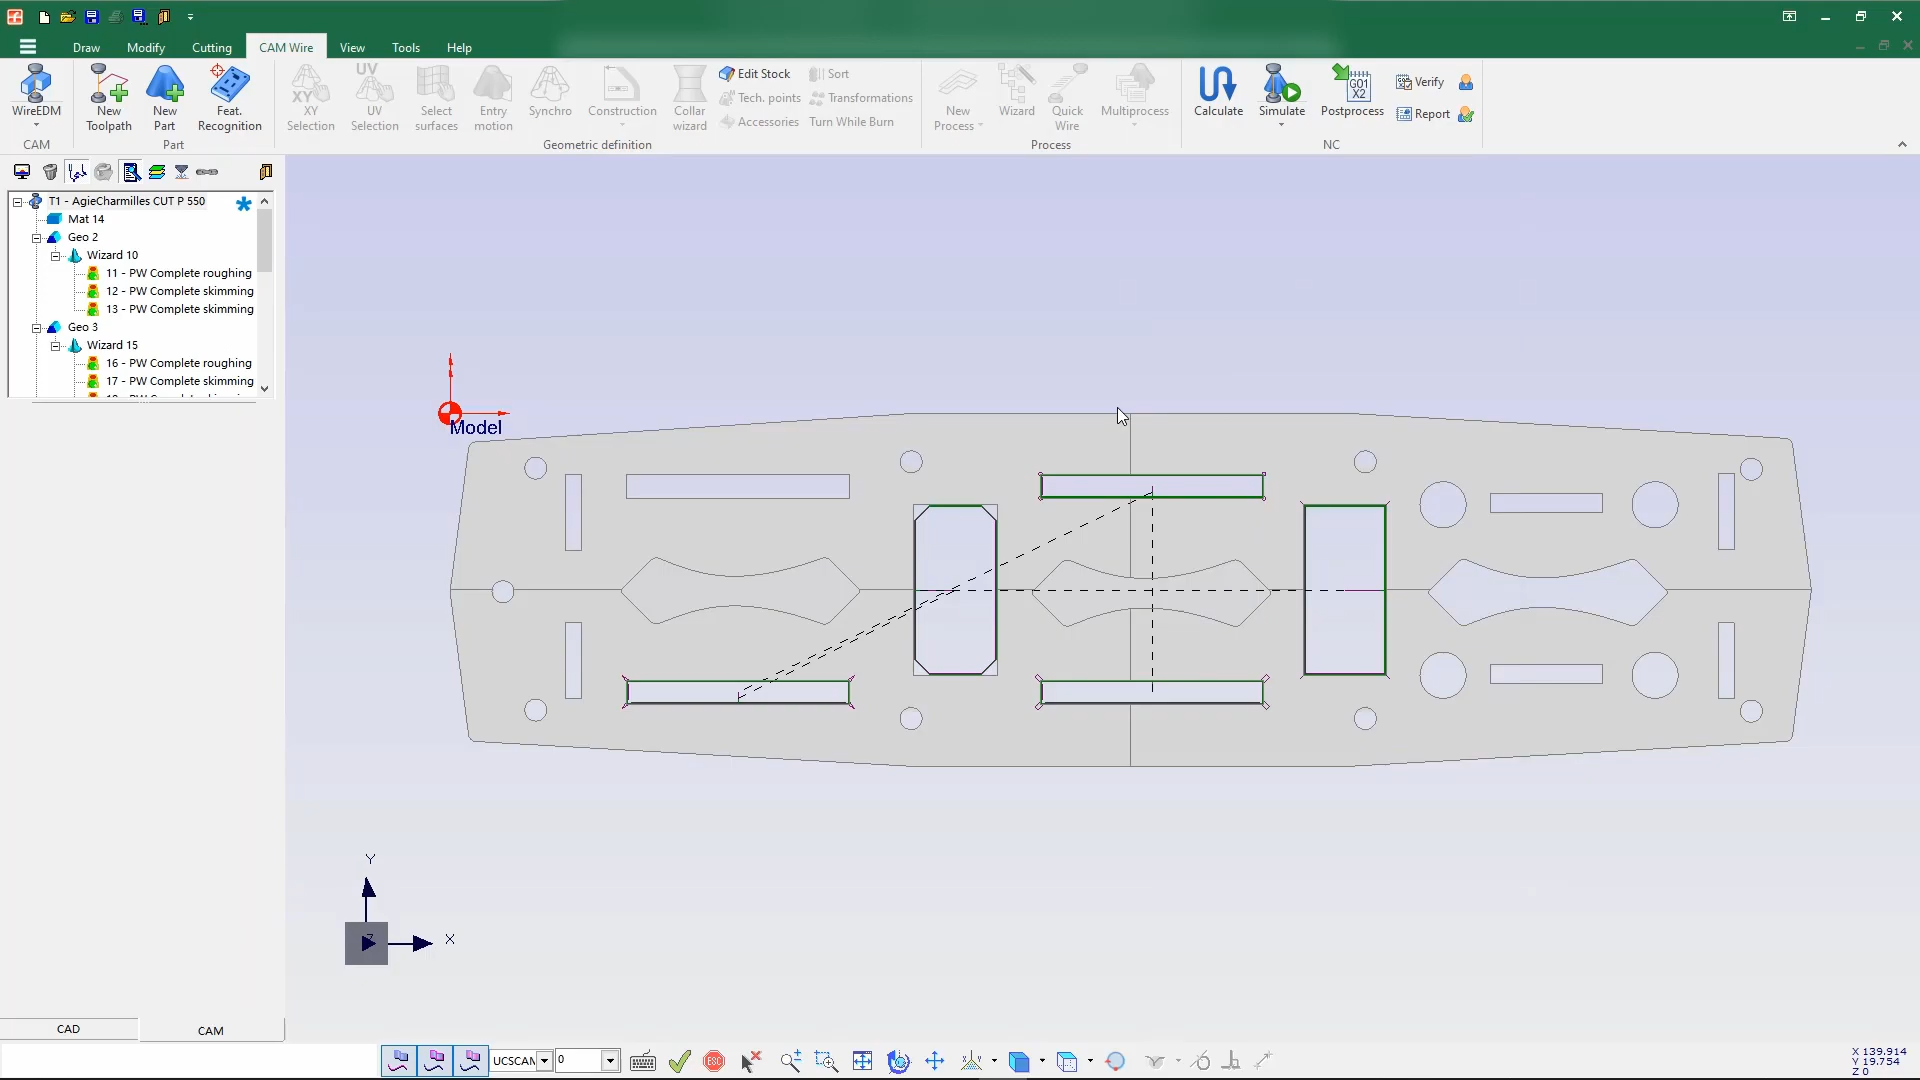 Draw Modify Cutting CAM Wire View Tools Help
WireEDM
New Toolpath
New Part
Feat. Recognition
XY Selection
UV Selection
Select surfaces
Entry motion
Synchro
Construction
Collar wizard
Edit Stock
Tech. points
Accessories
Sort
Transformations
Turn While Burn
New Process
Wizard
Quick Wire
Multiprocess
Calculate
Simulate
Postprocess
G01
X2
Verify
Report
CAM Part Geometric definition Process NC
T1 - AgieCharmilles CUT P 550
Mat 14
Geo 2
Wizard 10
11 - PW Complete roughing
12 - PW Complete skimming
13 - PW Complete skimming
Geo 3
Wizard 15
16 - PW Complete roughing
17 - PW Complete skimming
Model
Y
Z
X
CAD CAM
UCSCAM 0
ESC
X 139.914
Y 19.754
Z 0